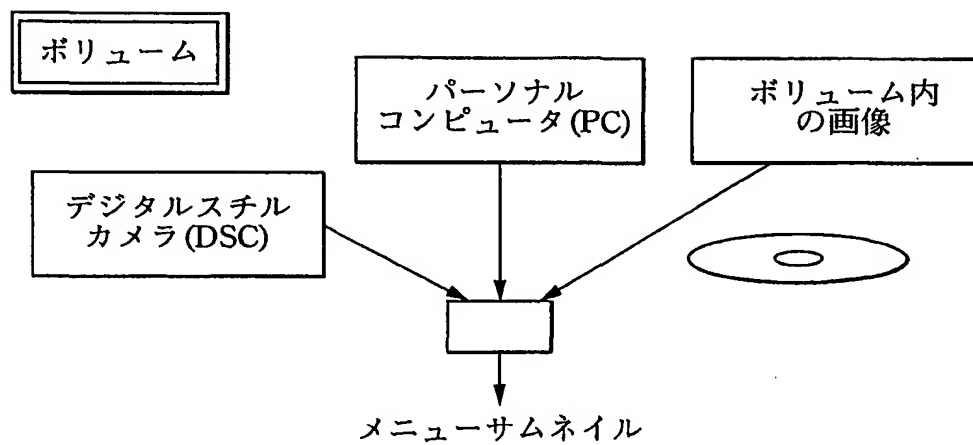 ボリューム
パーソナル
コンピュータ(PC)
ボリューム内
の画像
デジタルスチル
カメラ(DSC)
メニューサムネイル